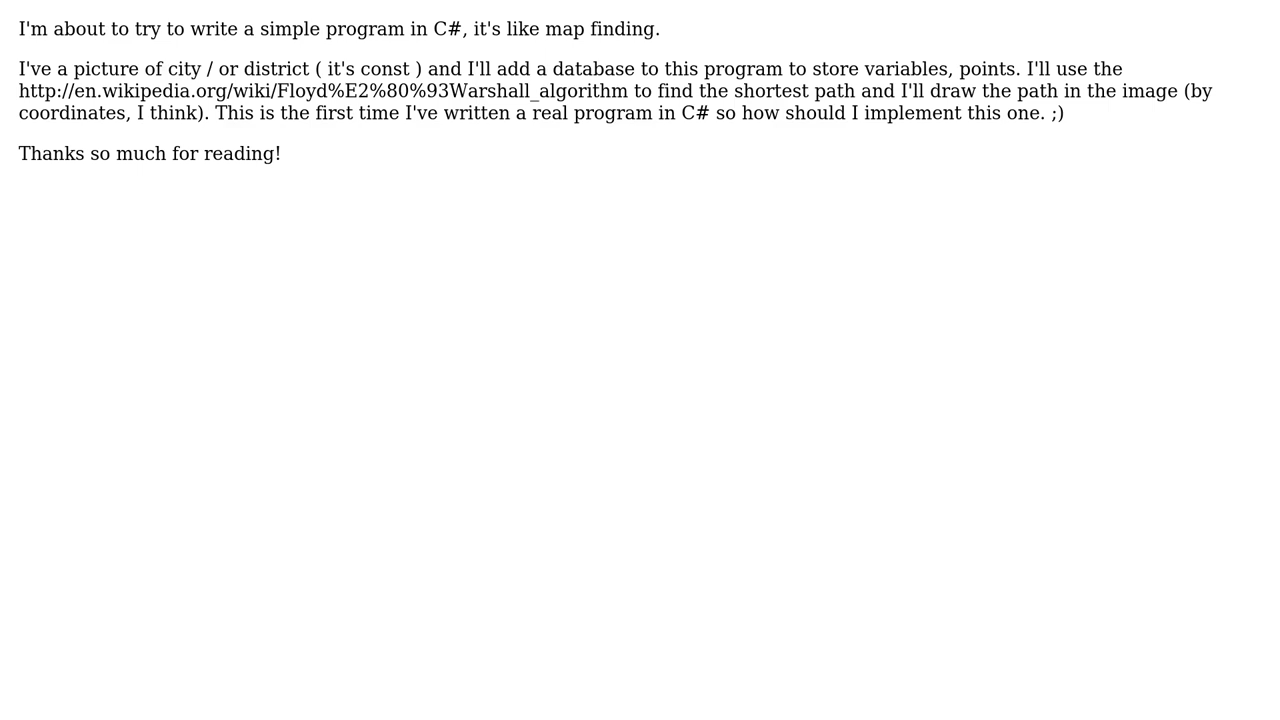 I'm about to try to write a simple program in C#, it's like map finding.
I've a picture of city / or district ( it's const ) and I'll add a database to this program to store variables, points. I'll use the
http://en.wikipedia.org/wiki/Floyd%E2%80%93Warshall_algorithm to find the shortest path and I'll draw the path in the image (by
coordinates, I think). This is the first time I've written a real program in C# so how should I implement this one. ;)
Thanks so much for reading!